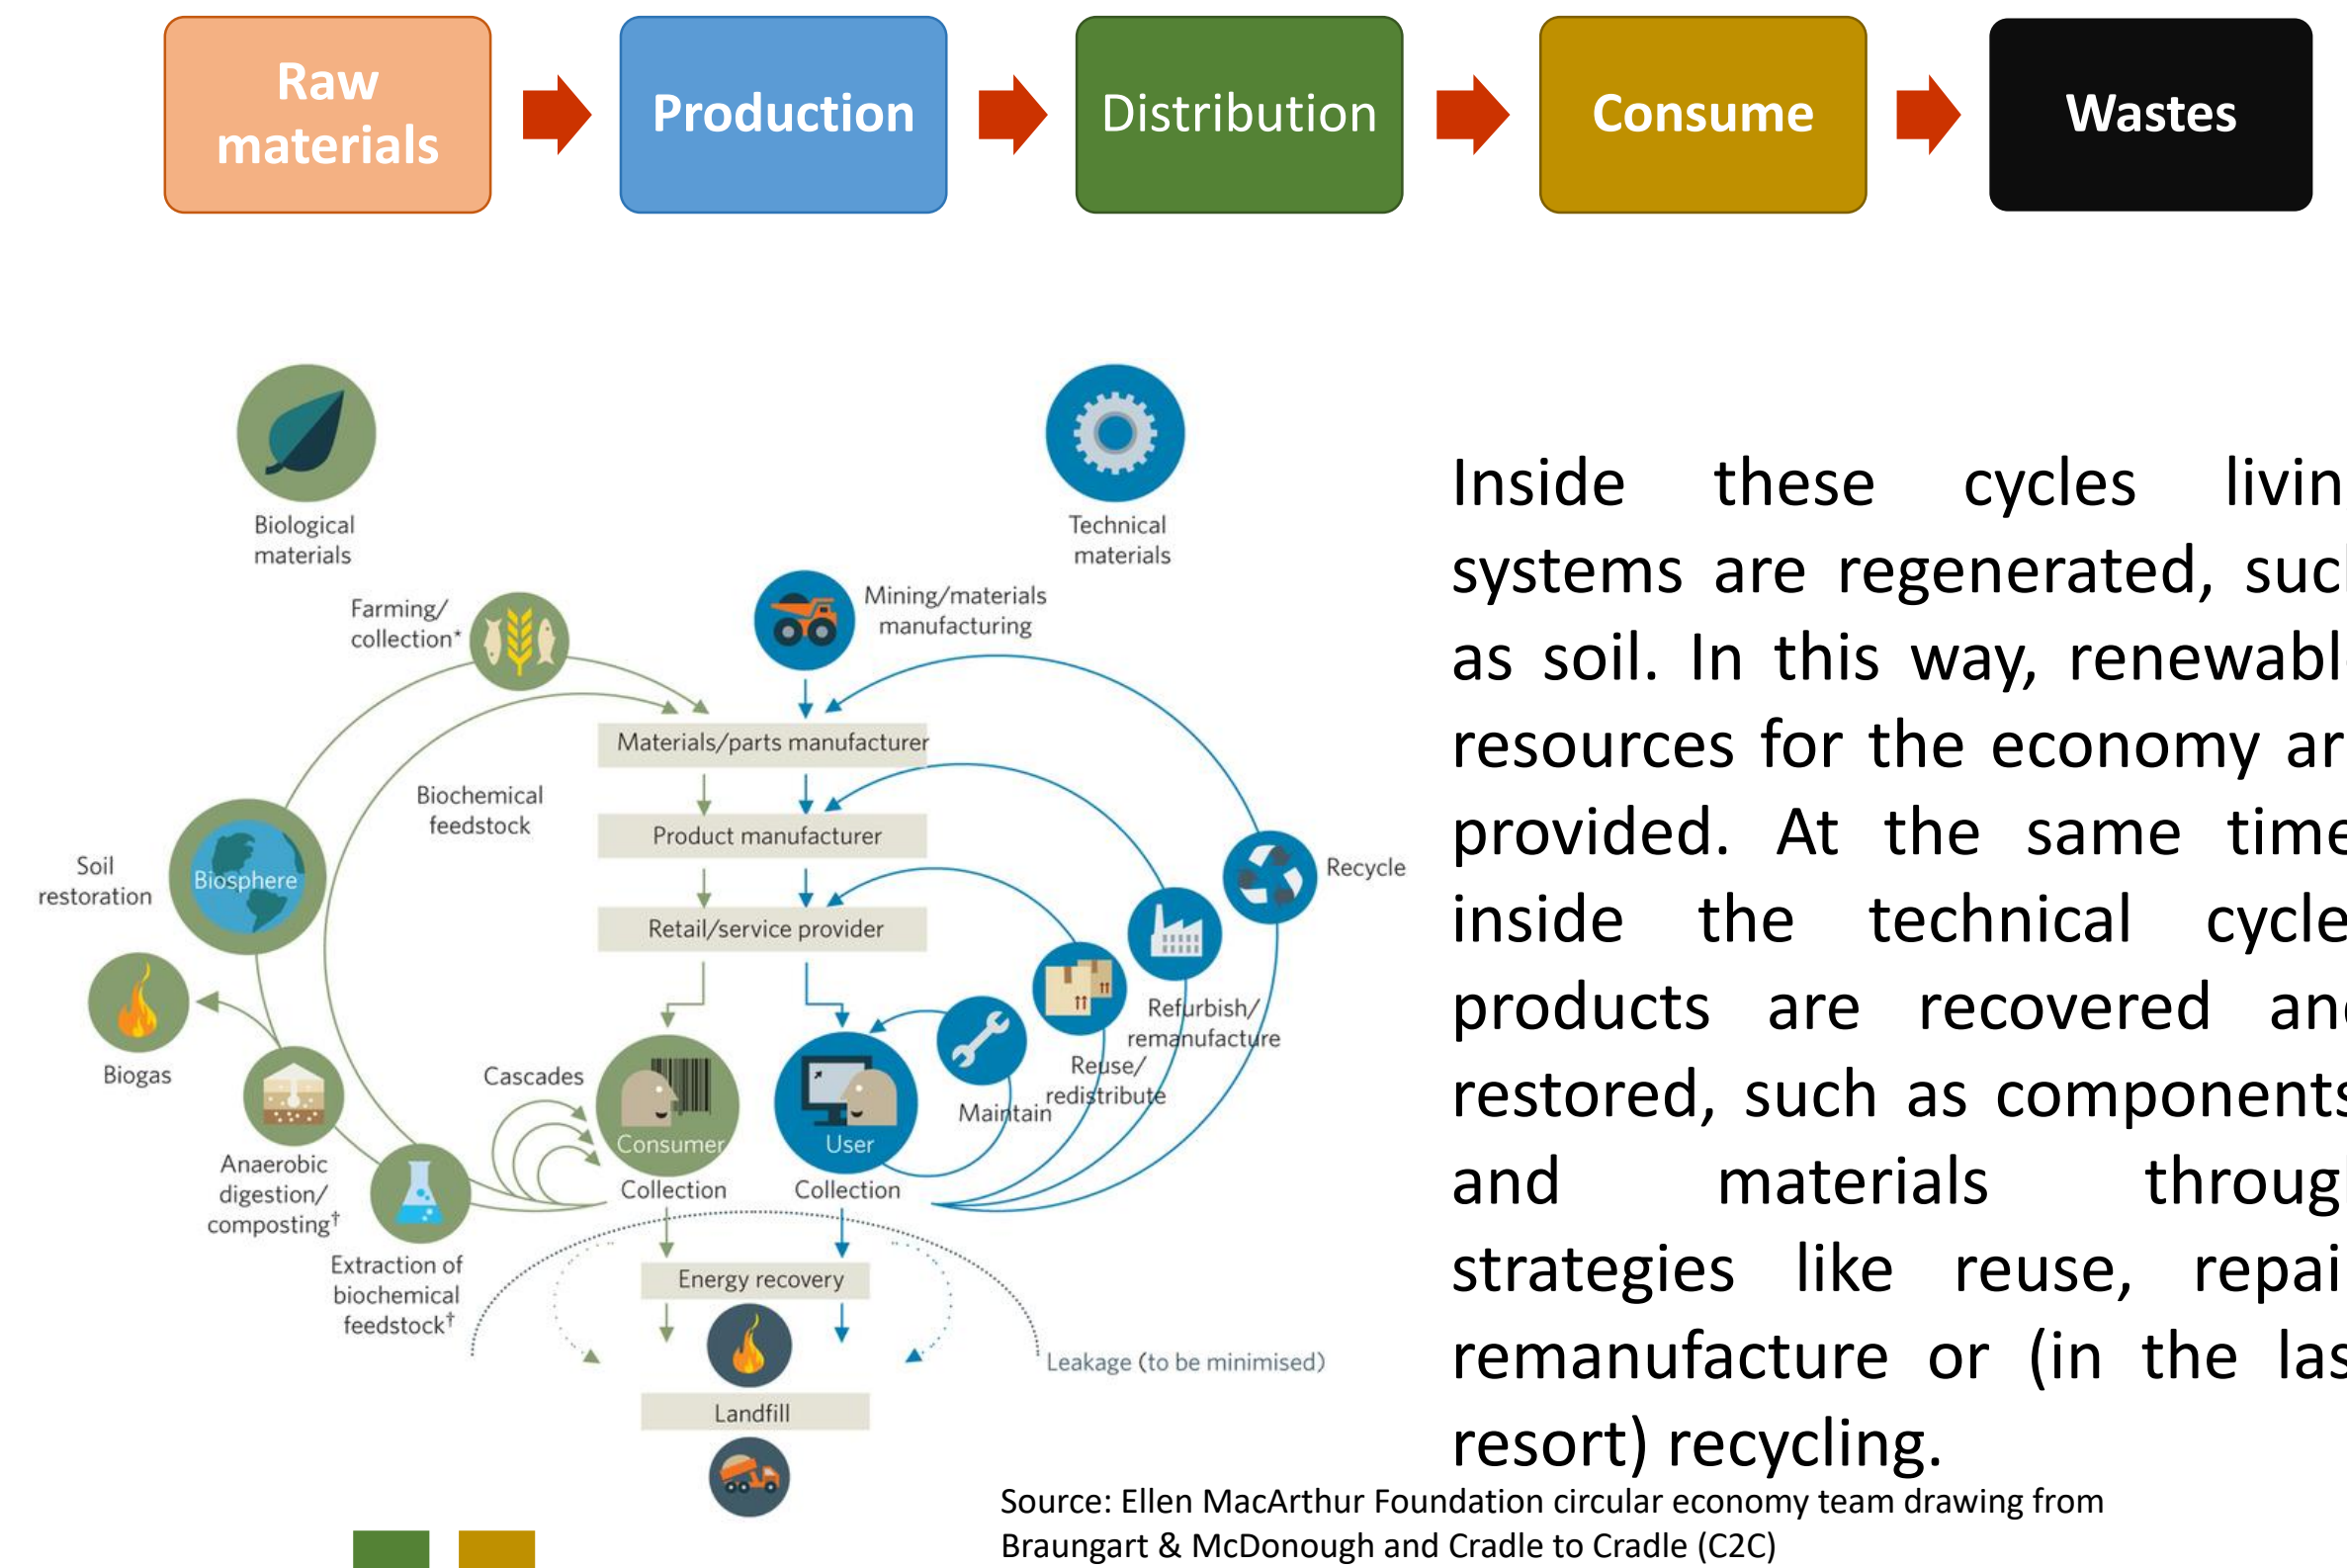 Raw
materials
Production
Distribution
Consume
Wastes
Biological
materials
Technical
materials
Farming/
collection*
Mining/materials
manufacturing
Materials/parts manufacturer
Biochemical
feedstock
Product manufacturer
Soil
restoration
Biosphere
Recycle
Retail/service provider
Refurbish/
remanufacture
Reuse/
redistribute
Maintain
Biogas
Cascades
Consumer
User
Collection
Collection
Anaerobic
digestion/
composting†
Extraction of
biochemical
feedstock†
Energy recovery
Leakage (to be minimised)
Landfill
Inside these cycles livin
systems are regenerated, such
as soil. In this way, renewable
resources for the economy ar
provided. At the same time
inside the technical cycle
products are recovered and
restored, such as components
and materials through
strategies like reuse, repai
remanufacture or (in the las
resort) recycling.
Source: Ellen MacArthur Foundation circular economy team drawing from
Braungart & McDonough and Cradle to Cradle (C2C)